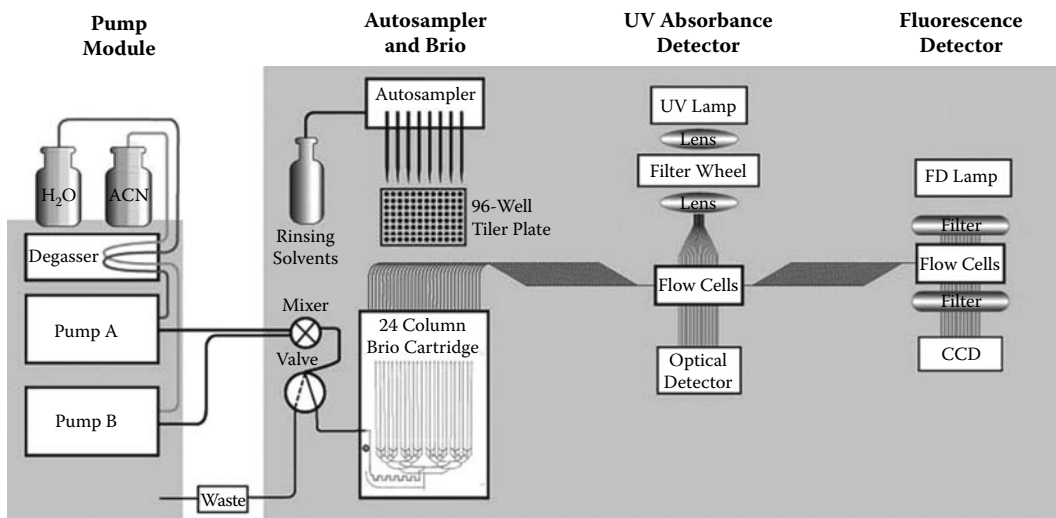 Pump
Module
Autosampler
and Brio
UV Absorbance
Detector
Fluorescence
Detector
H₂O
ACN
Degasser
Pump A
Pump B
Waste
Autosampler
Rinsing
Solvents
96-Well
Tiler Plate
Mixer
Valve
24 Column
Brio Cartridge
UV Lamp
Lens
Filter Wheel
Lens
Flow Cells
Optical
Detector
FD Lamp
Filter
Flow Cells
Filter
CCD